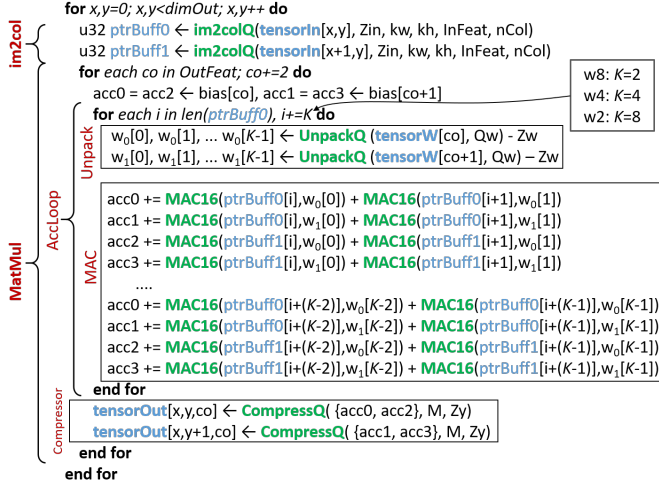 for x,y=0; x,y<dimOut; x,y++ do
im2col
u32 ptrBuff0 ← im2colQ(tensorIn[x,y], Zin, kw, kh, InFeat, nCol)
u32 ptrBuff1 ← im2colQ(tensorIn[x+1,y], Zin, kw, kh, InFeat, nCol)
for each co in OutFeat; co+=2 do
acc0 = acc2 ← bias[co], acc1 = acc3 ← bias[co+1]
for each i in len(ptrBuff0), i+=K do
w8: K=2
w4: K=4
w2: K=8
MatMul
AccLoop
Unpack
w0[0], w0[1], ... w0[K-1] ← UnpackQ (tensorW[co], Qw) - Zw
w1[0], w1[1], ... w1[K-1] ← UnpackQ (tensorW[co+1], Qw) – Zw
MAC
acc0 += MAC16(ptrBuff0[i],w0[0]) + MAC16(ptrBuff0[i+1],w0[1])
acc1 += MAC16(ptrBuff0[i],w1[0]) + MAC16(ptrBuff0[i+1],w1[1])
acc2 += MAC16(ptrBuff1[i],w0[0]) + MAC16(ptrBuff1[i+1],w0[1])
acc3 += MAC16(ptrBuff1[i],w1[0]) + MAC16(ptrBuff1[i+1],w1[1])
....
acc0 += MAC16(ptrBuff0[i+(K-2)],w0[K-2]) + MAC16(ptrBuff0[i+(K-1)],w0[K-1])
acc1 += MAC16(ptrBuff0[i+(K-2)],w1[K-2]) + MAC16(ptrBuff0[i+(K-1)],w1[K-1])
acc2 += MAC16(ptrBuff1[i+(K-2)],w0[K-2]) + MAC16(ptrBuff1[i+(K-1)],w0[K-1])
acc3 += MAC16(ptrBuff1[i+(K-2)],w1[K-2]) + MAC16(ptrBuff1[i+(K-1)],w1[K-1])
end for
Compressor
tensorOut[x,y,co] ← CompressQ( {acc0, acc2}, M, Zy)
tensorOut[x,y+1,co] ← CompressQ( {acc1, acc3}, M, Zy)
end for
end for